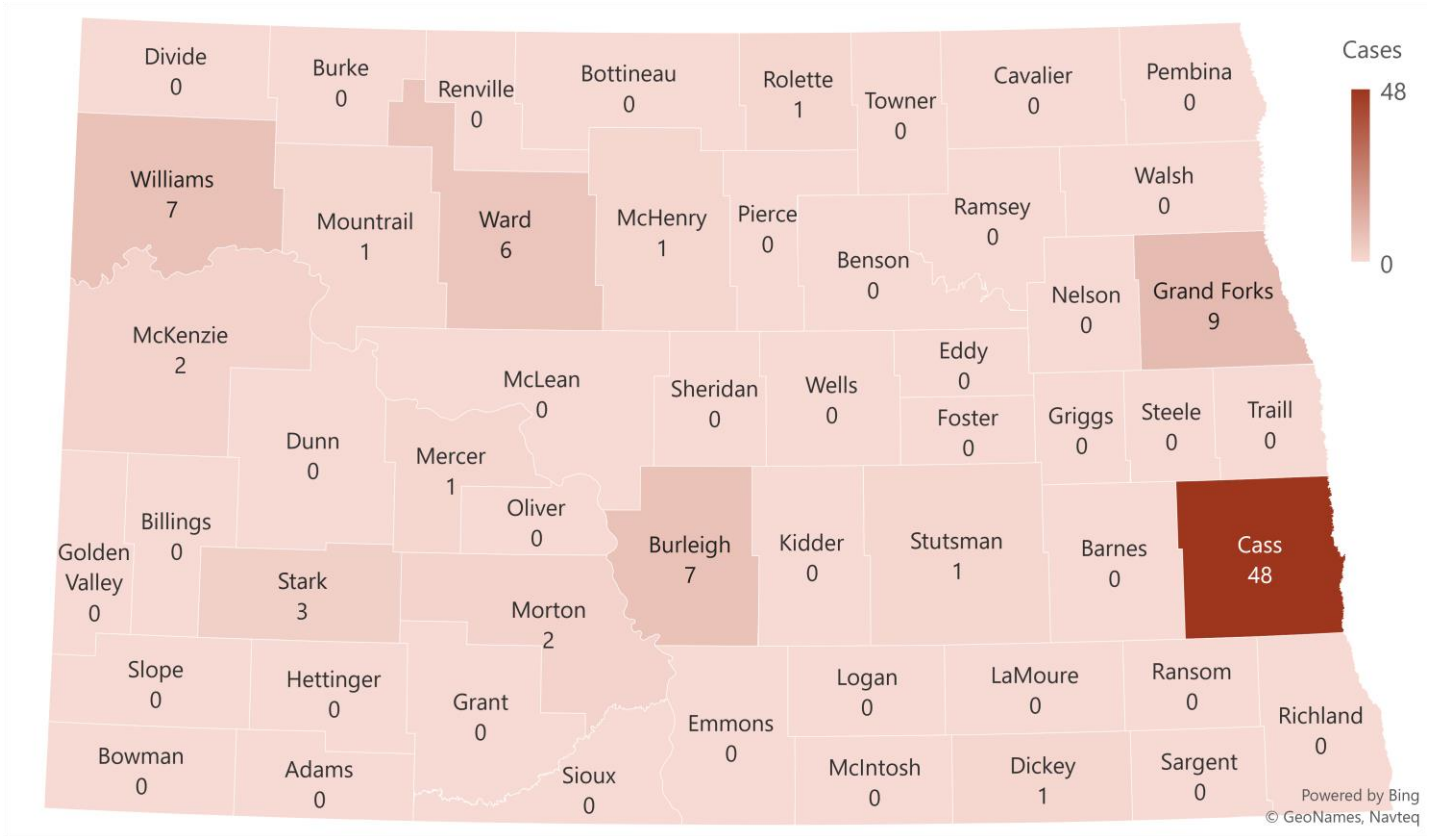 Cases
48
0
Divide
0
Burke
0
Renville
0
Bottineau
0
Rolette
1
Towner
0
Cavalier
0
Pembina
0
Williams
7
Mountrail
1
Ward
6
McHenry
1
Pierce
0
Benson
0
Ramsey
0
Walsh
0
Nelson
0
Grand Forks
9
McKenzie
2
McLean
0
Sheridan
0
Wells
0
Eddy
0
Foster
0
Griggs
0
Steele
0
Traill
0
Dunn
0
Mercer
1
Oliver
0
Golden
Valley
0
Billings
0
Stark
3
Morton
2
Burleigh
7
Kidder
0
Stutsman
1
Barnes
0
Cass
48
Slope
0
Hettinger
0
Grant
0
Emmons
0
Logan
0
LaMoure
0
Ransom
0
Richland
0
Bowman
0
Adams
0
Sioux
0
McIntosh
0
Dickey
1
Sargent
0
Powered by Bing
© GeoNames, Navteq